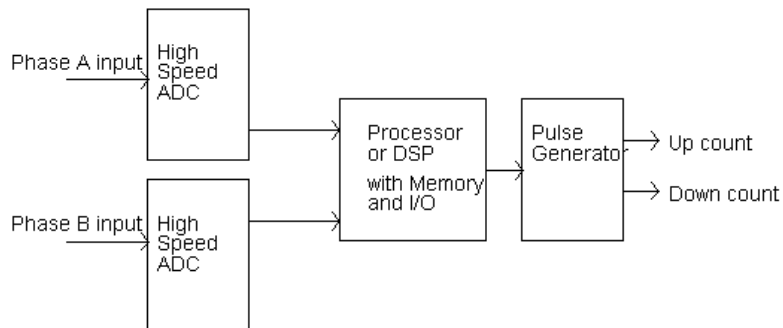 Phase A input
High
Speed
ADC
Phase B input
High
Speed
ADC
Processor
or DSP
with Memory
and I/O
Pulse
Generator
Up count
Down count